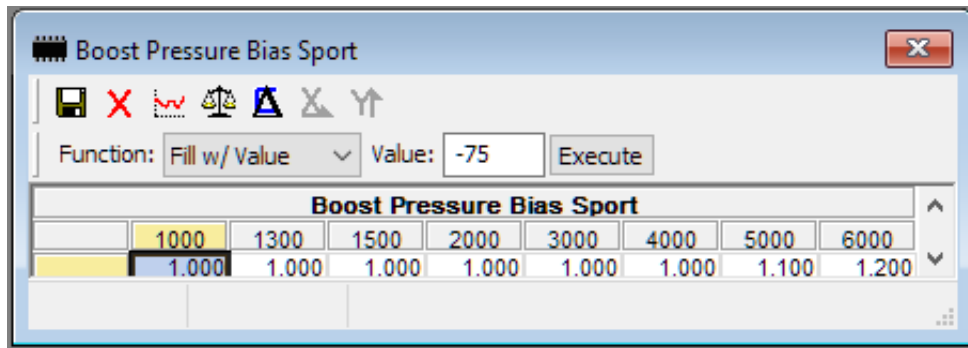 Boost Pressure Bias Sport
Function: Fill w/ Value Value: -75 Execute
Boost Pressure Bias Sport
1000 1300 1500 2000 3000 4000 5000 6000
1.000 1.000 1.000 1.000 1.000 1.000 1.100 1.200